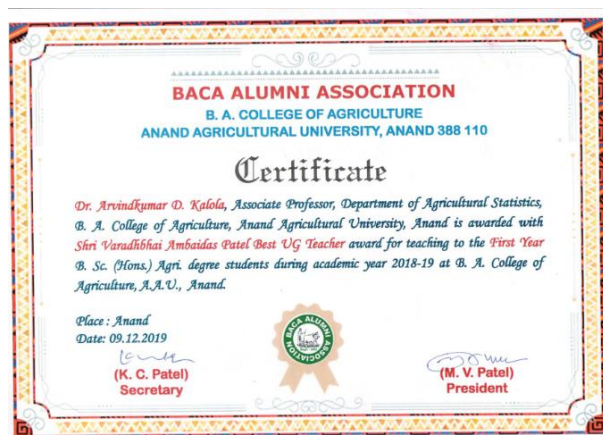 BACA ALUMNI ASSOCIATION
B. A. COLLEGE OF AGRICULTURE
ANAND AGRICULTURAL UNIVERSITY, ANAND 388 110
Certificate
Dr. Arvindkumar D. Kalola, Associate Professor, Department of Agricultural Statistics,
B. A. College of Agriculture, Anand Agricultural University, Anand is awarded with
Shri Varadhbhai Ambaidas Patel Best UG Teacher award for teaching to the First Year
B. Sc. (Hons.) Agri. degree students during academic year 2018-19 at B. A. College of
Agriculture, A.A.U., Anand.
Place : Anand
Date: 09.12.2019
BACA ALUMNI ASSOCIATION
(K. C. Patel)
Secretary
(M. V. Patel)
President